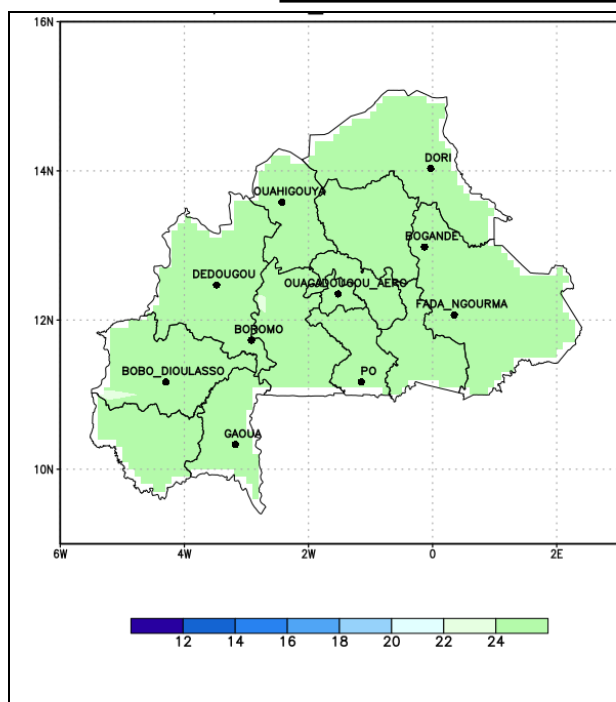 16N
14N
12N
10N
DORI
OUAHIGOUYA
BOGANDE
DEDOUGOU
OUAGADOUGOU_AERO
FADA_NGOURMA
BOROMO
BOBO_DIOULASSO
PO
GAOUA
6W 4W 2W 0 2E
12 14 16 18 20 22 24